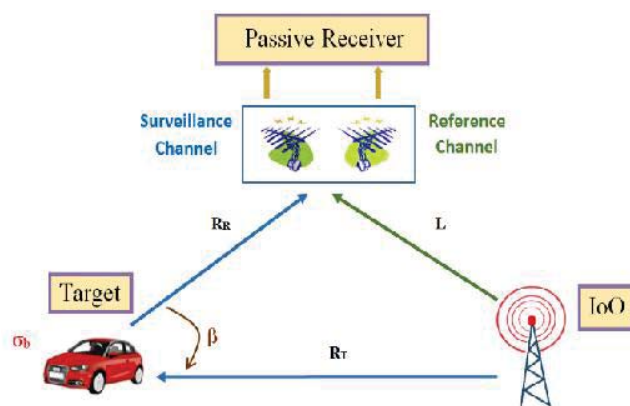 Passive Receiver
Surveillance
Channel
Reference
Channel
RR
L
Target
IoO
σb
β
RT